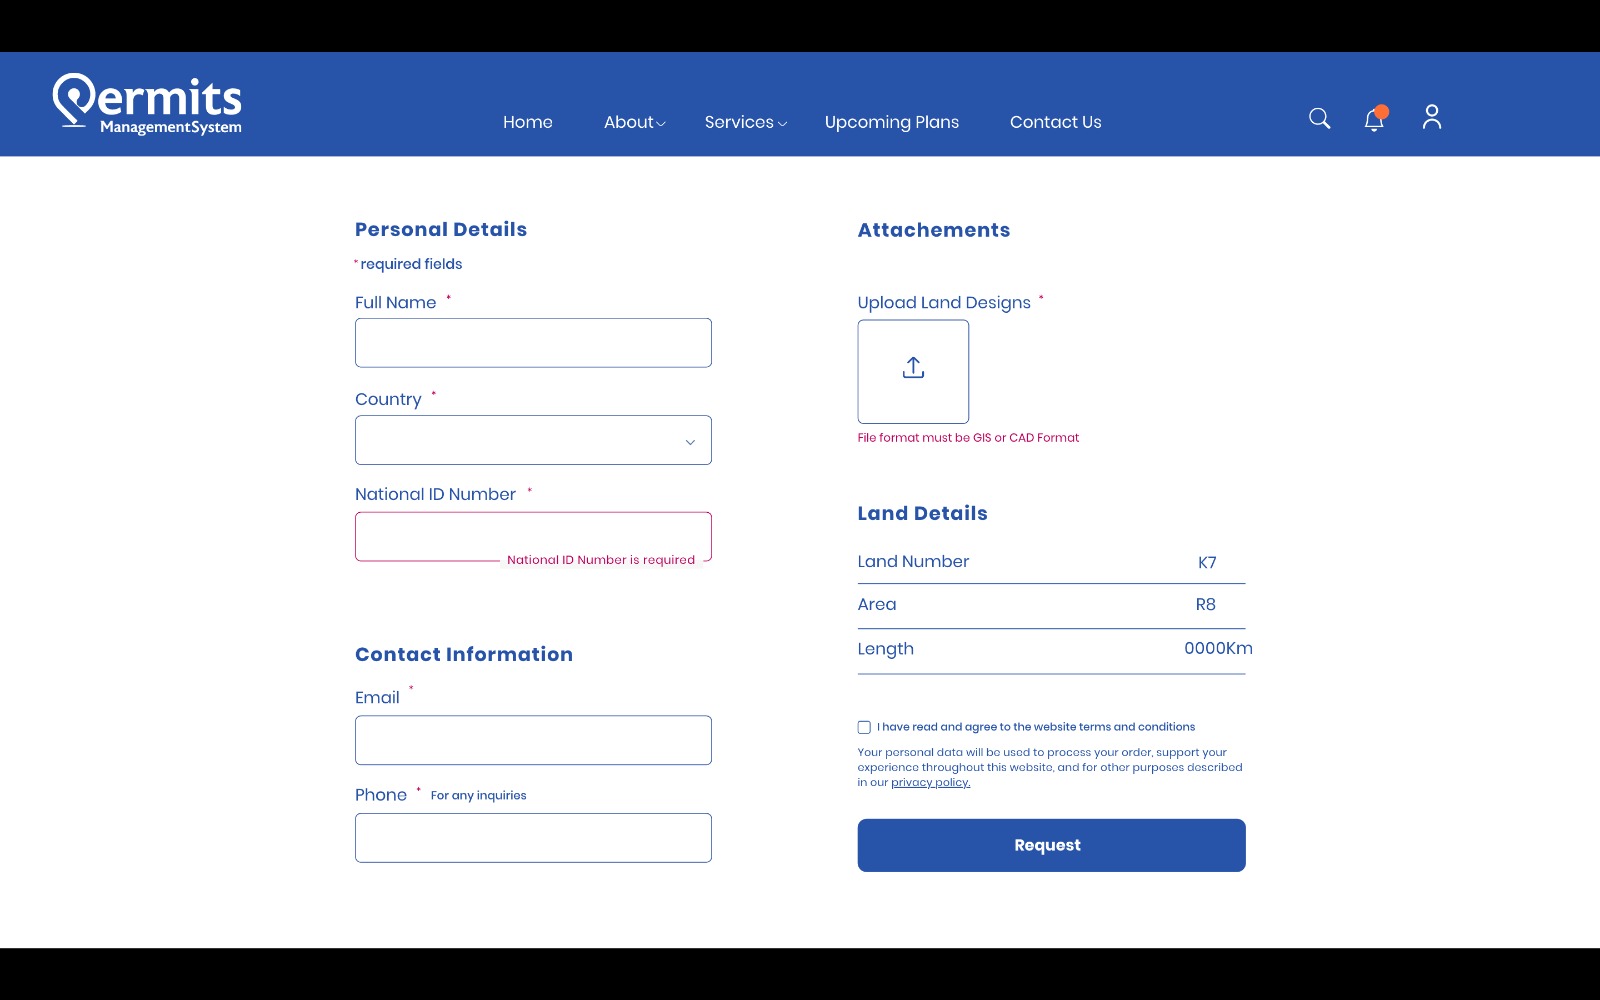 Permits
ManagementSystem
Home About Services Upcoming Plans Contact Us
Personal Details
* required fields
Full Name *
Country *
National ID Number *
National ID Number is required
Contact Information
Email *
Phone * For any inquiries
Attachements
Upload Land Designs *
File format must be GIS or CAD Format
Land Details
Land Number K7
Area R8
Length 0000Km
I have read and agree to the website terms and conditions
Your personal data will be used to process your order, support your
experience throughout this website, and for other purposes described
in our privacy policy.
Request